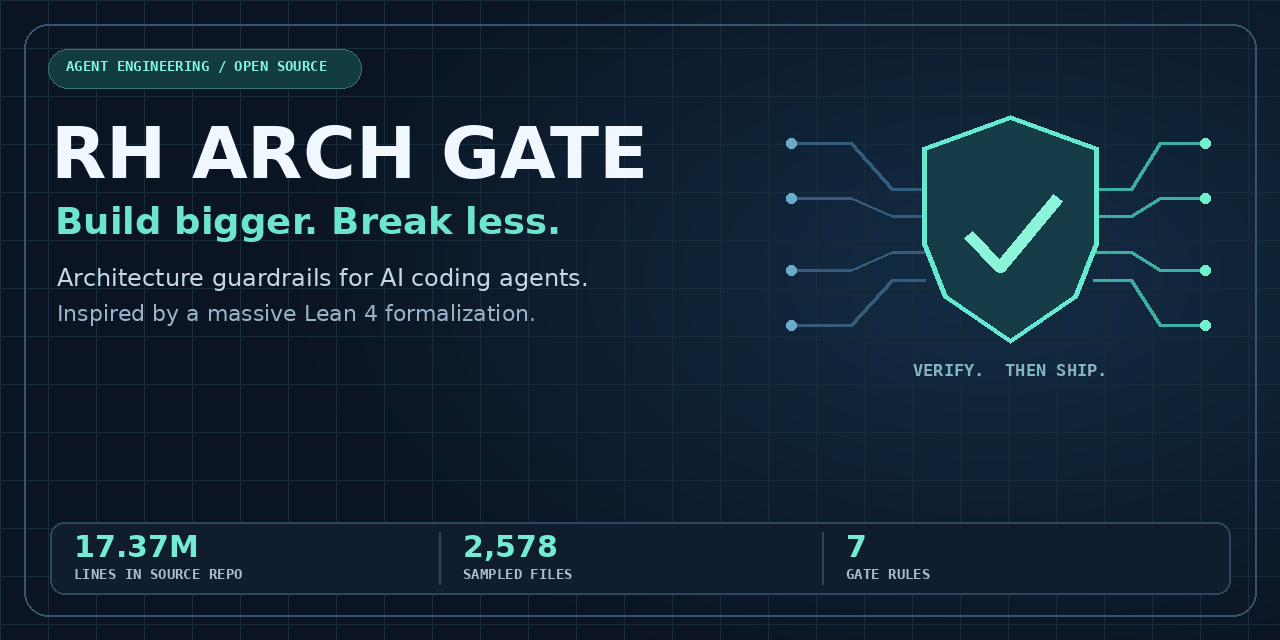 AGENT ENGINEERING / OPEN SOURCE
RH ARCH GATE
Build bigger. Break less.
Architecture guardrails for AI coding agents.
Inspired by a massive Lean 4 formalization.
VERIFY. THEN SHIP.
17.37M
LINES IN SOURCE REPO
2,578
SAMPLED FILES
7
GATE RULES